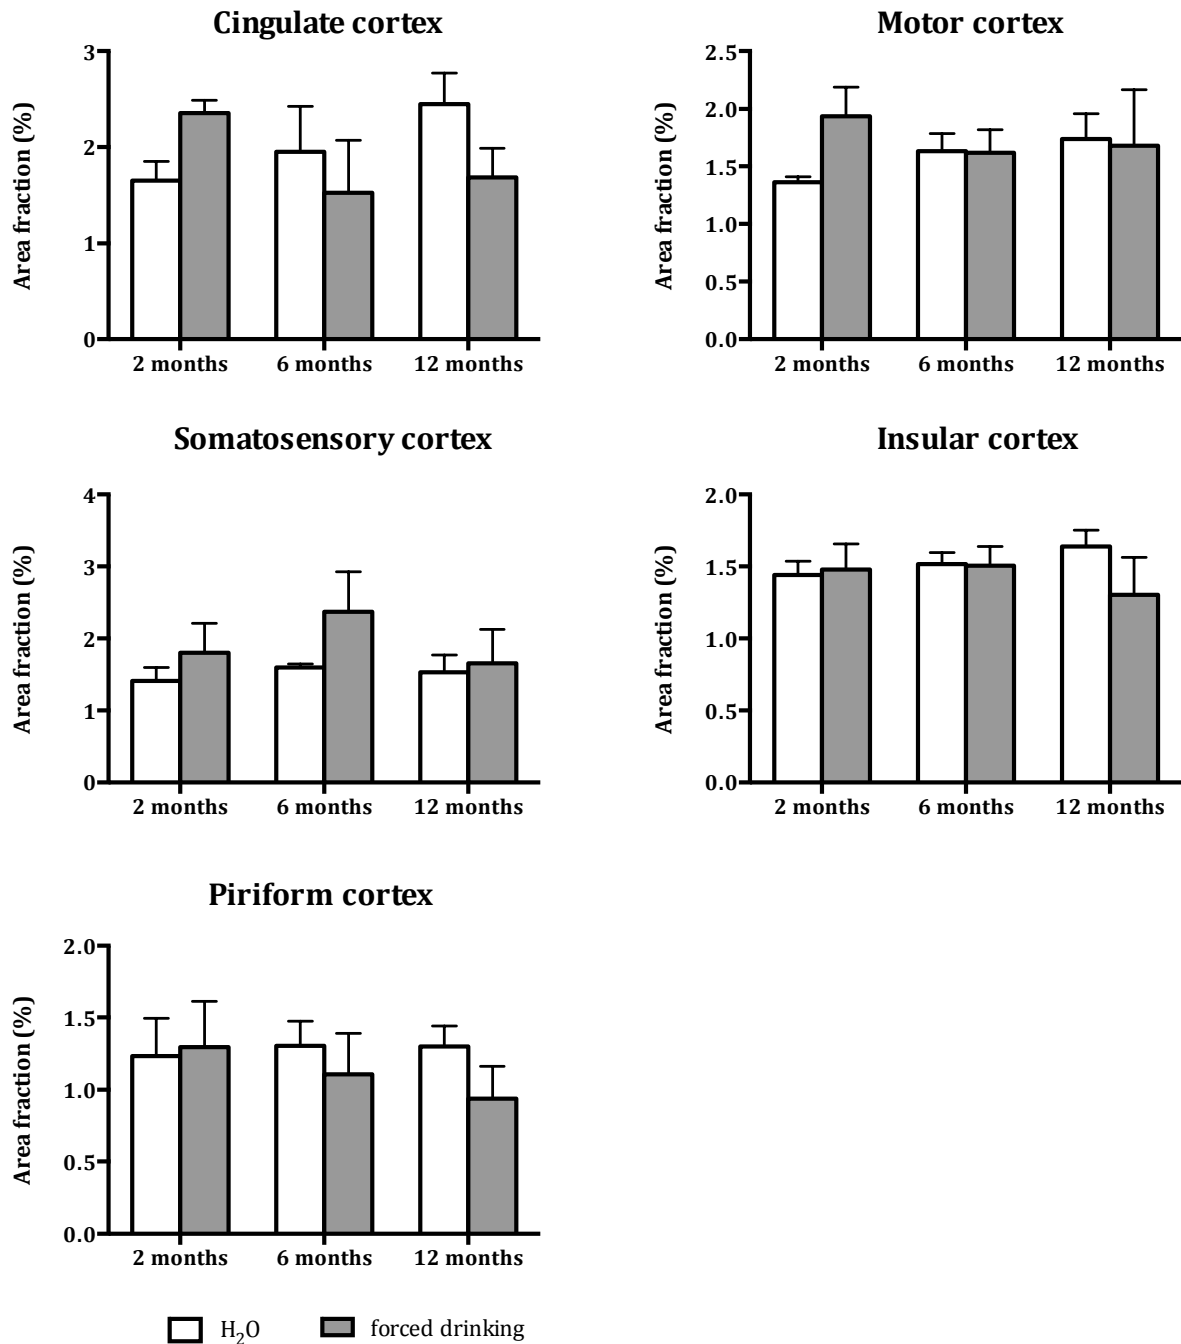 Cingulate cortex
Area fraction (%)
3
2
1
0
2 months 6 months 12 months
Motor cortex
Area fraction (%)
2.5
2.0
1.5
1.0
0.5
0.0
2 months 6 months 12 months
Somatosensory cortex
Area fraction (%)
4
3
2
1
0
2 months 6 months 12 months
Insular cortex
Area fraction (%)
2.0
1.5
1.0
0.5
0.0
2 months 6 months 12 months
Piriform cortex
Area fraction (%)
2.0
1.5
1.0
0.5
0.0
2 months 6 months 12 months
H₂O forced drinking